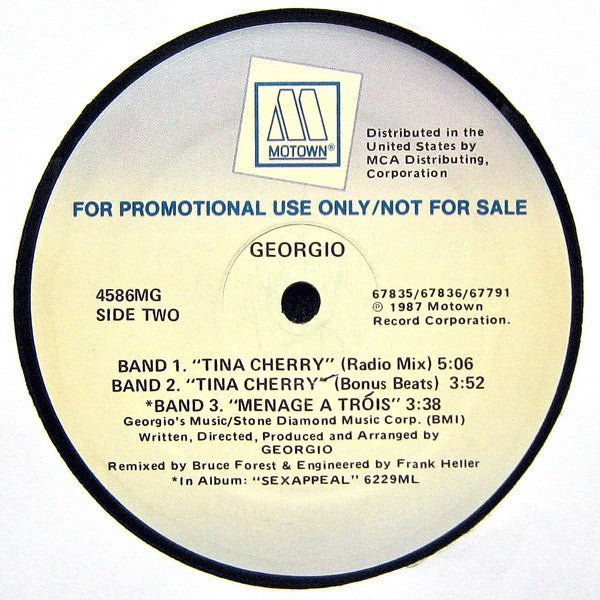 MOTOWN®
Distributed in the
United States by
MCA Distributing,
Corporation
FOR PROMOTIONAL USE ONLY/NOT FOR SALE
GEORGIO
4586MG
SIDE TWO
67835/67836/67791
℗ 1987 Motown
Record Corporation.
BAND 1. “TINA CHERRY” (Radio Mix) 5:06
BAND 2. “TINA CHERRY” (Bonus Beats) 3:52
*BAND 3. “MENAGE A TRÓIS” 3:38
Georgio's Music/Stone Diamond Music Corp. (BMI)
Written, Directed, Produced and Arranged by
GEORGIO
Remixed by Bruce Forest & Engineered by Frank Heller
*In Album: “SEXAPPEAL” 6229ML